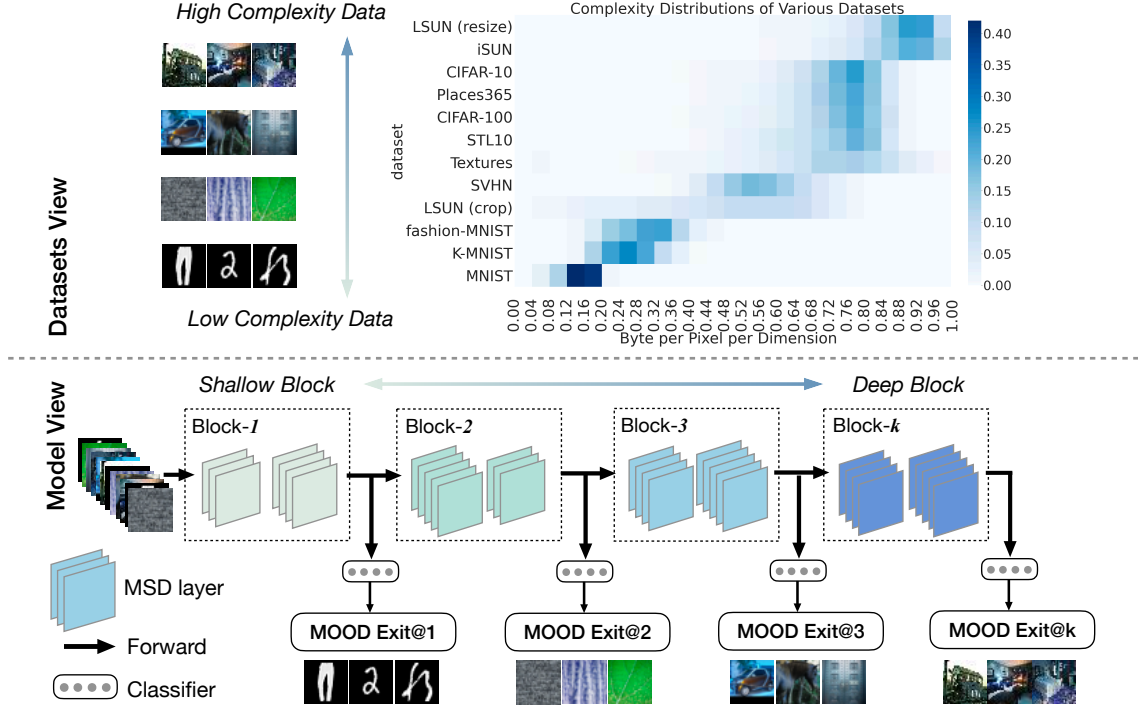 High Complexity Data
Low Complexity Data
Datasets View
Complexity Distributions of Various Datasets
dataset
LSUN (resize)
iSUN
CIFAR-10
Places365
CIFAR-100
STL10
Textures
SVHN
LSUN (crop)
fashion-MNIST
K-MNIST
MNIST
0.00
0.04
0.08
0.12
0.16
0.20
0.24
0.28
0.32
0.36
0.40
0.44
0.48
0.52
0.56
0.60
0.64
0.68
0.72
0.76
0.80
0.84
0.88
0.92
0.96
1.00
Byte per Pixel per Dimension
0.40
0.35
0.30
0.25
0.20
0.15
0.10
0.05
0.00
Model View
Shallow Block
Deep Block
Block-1
Block-2
Block-3
Block-k
MSD layer
Forward
Classifier
MOOD Exit@1
MOOD Exit@2
MOOD Exit@3
MOOD Exit@k